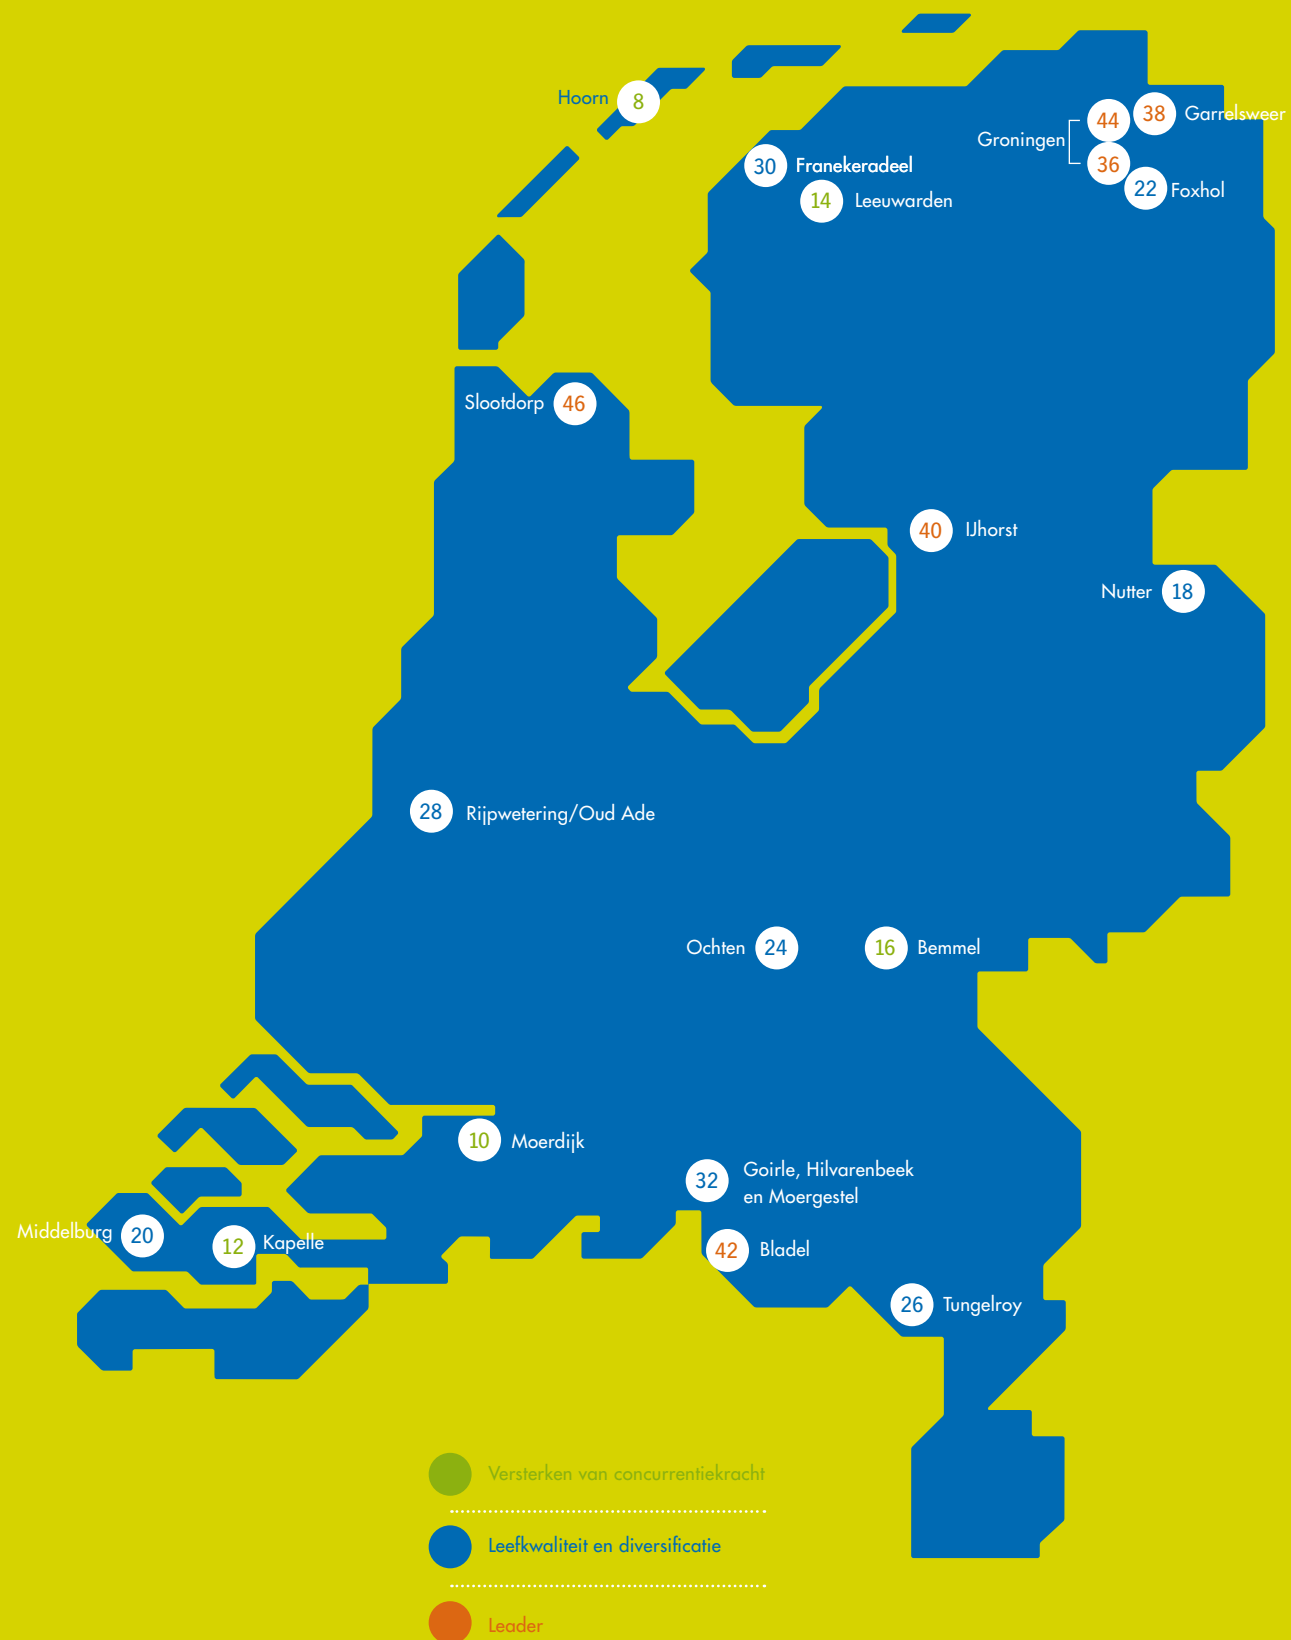 Hoorn 8
44 38 Garrelsweer
Groningen
36
30 Franekeradeel
22 Foxhol
14 Leeuwarden
Slootdorp 46
40 IJhorst
Nutter 18
28 Rijpwetering/Oud Ade
Ochten 24
16 Bemmel
10 Moerdijk
32 Goirle, Hilvarenbeek
en Moergestel
Middelburg 20
12 Kapelle
42 Bladel
26 Tungelroy
Versterken van concurrentiekracht
Leefkwaliteit en diversificatie
Leader